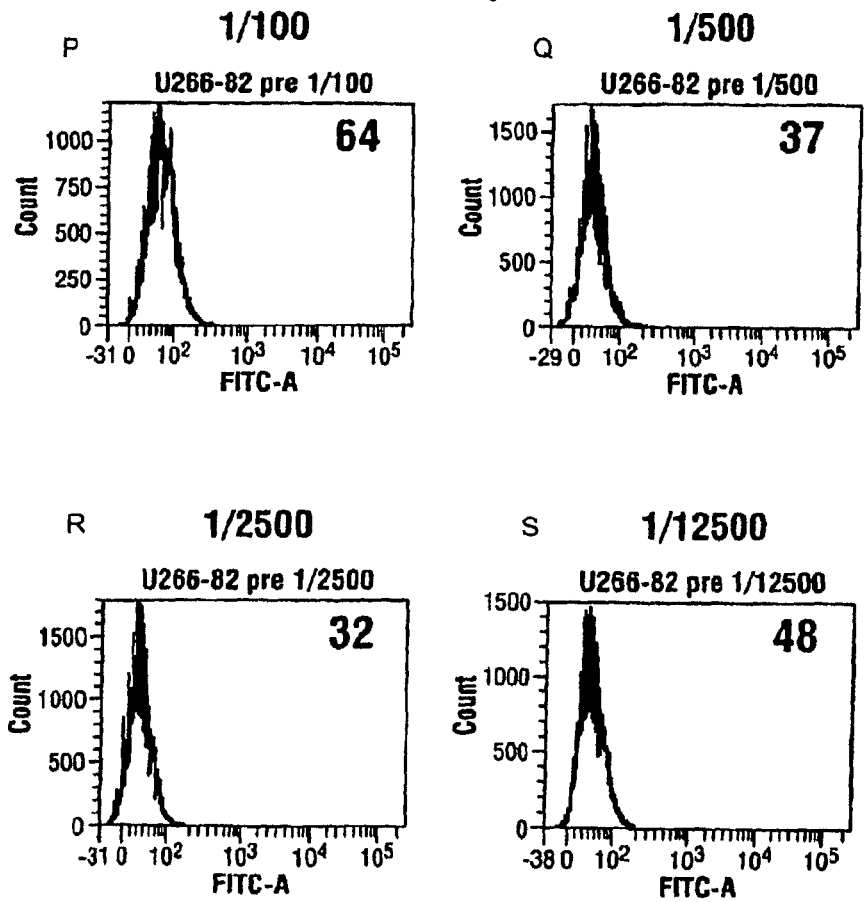 P
1/100
U266-82 pre 1/100
64
1000
750
500
250
0
Count
-31 0 10² 10³ 10⁴ 10⁵
FITC-A
Q
1/500
U266-82 pre 1/500
37
1500
1000
500
0
Count
-29 0 10² 10³ 10⁴ 10⁵
FITC-A
R
1/2500
U266-82 pre 1/2500
32
1500
1000
500
0
Count
-31 0 10² 10³ 10⁴ 10⁵
FITC-A
S
1/12500
U266-82 pre 1/12500
48
1500
1000
500
0
Count
-38 0 10² 10³ 10⁴ 10⁵
FITC-A